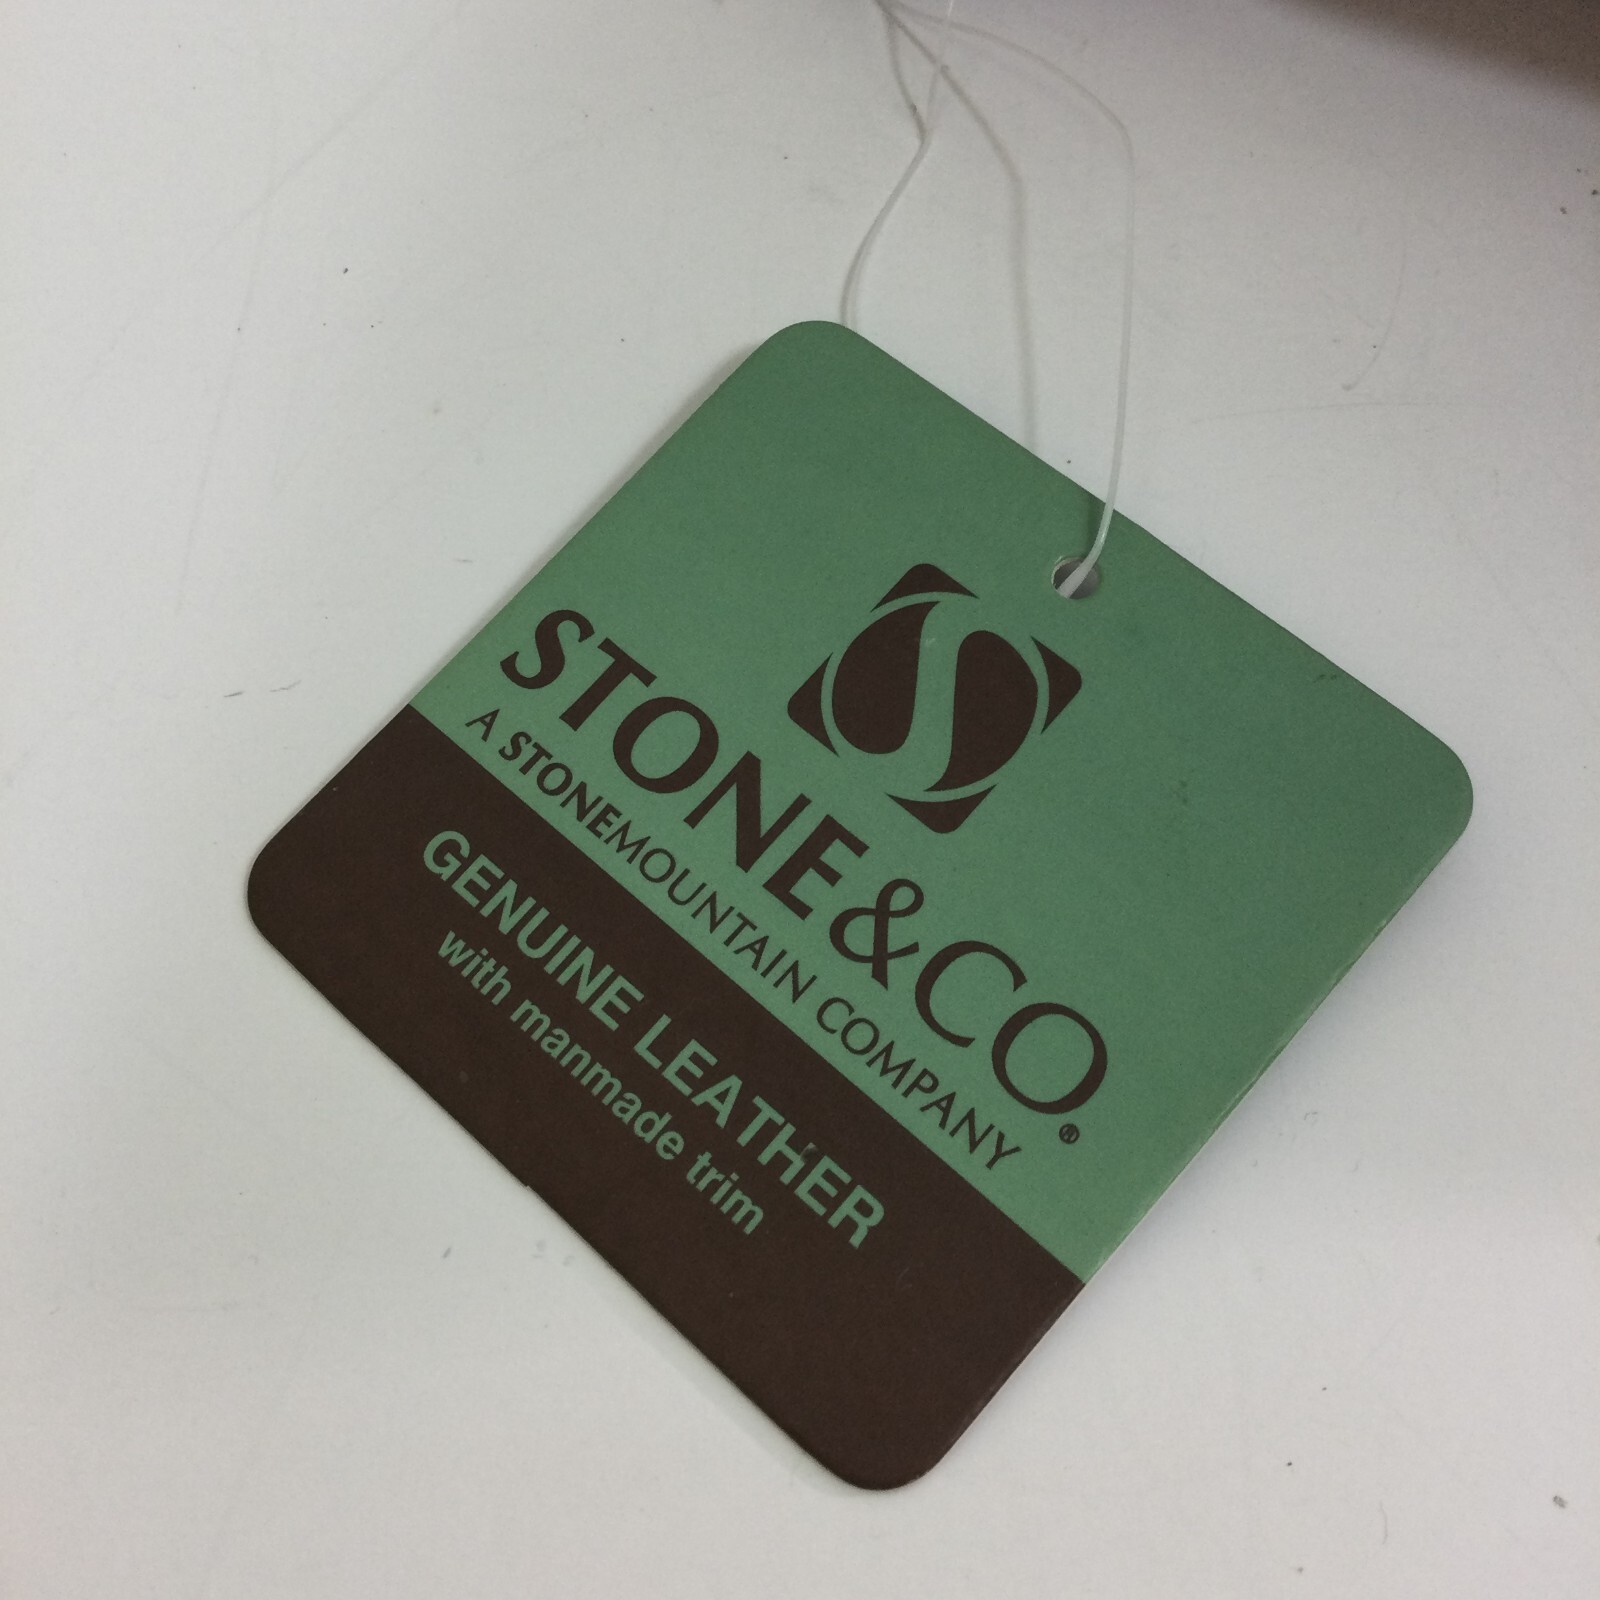 STONE & CO®
A STONEMOUNTAIN COMPANY
GENUINE LEATHER
with manmade trim